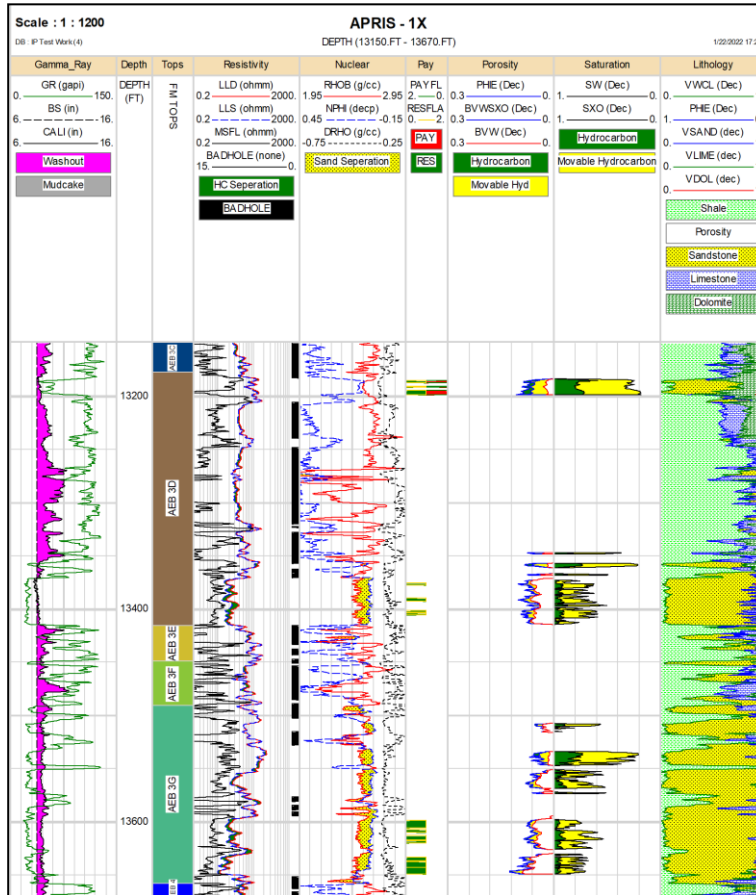 Scale : 1 : 1200
APRIS - 1X
DB : IP Test Work (4)
DEPTH (13150.FT - 13670.FT)
1/22/2022 17:2
Gamma_Ray Depth Tops Resistivity Nuclear Pay Porosity Saturation Lithology
GR (gapi)
0. 150.
BS (in)
6. 16.
CALI (in)
6. 16.
Washout
Mudcake
DEPTH
(FT)
FM TOPS
LLD (ohmm)
0.2 2000.
LLS (ohmm)
0.2 2000.
MSFL (ohmm)
0.2 2000.
BADHOLE (none)
15. 0.
HC Seperation
BADHOLE
RHOB (g/cc)
1.95 2.95
NPHI (decp)
0.45 -0.15
DRHO (g/cc)
-0.75 0.25
Sand Seperation
PAYFL
2. 0.
RESFLA
0. 2.
PAY
RES
PHIE (Dec)
0.3 0.
BVWSXO (Dec)
0.3 0.
BVW (Dec)
0.3 0.
Hydrocarbon
Movable Hyd
SW (Dec)
1. 0.
SXO (Dec)
1. 0.
Hydrocarbon
Movable Hydrocarbon
VWCL (Dec)
0.
PHIE (Dec)
1.
VSAND (dec)
0.
VLIME (dec)
0.
VDOL (dec)
0.
Shale
Porosity
Sandstone
Limestone
Dolomite
AEB 3C
13200
AEB 3D
13400
AEB 3E
AEB 3F
AEB 3G
13600